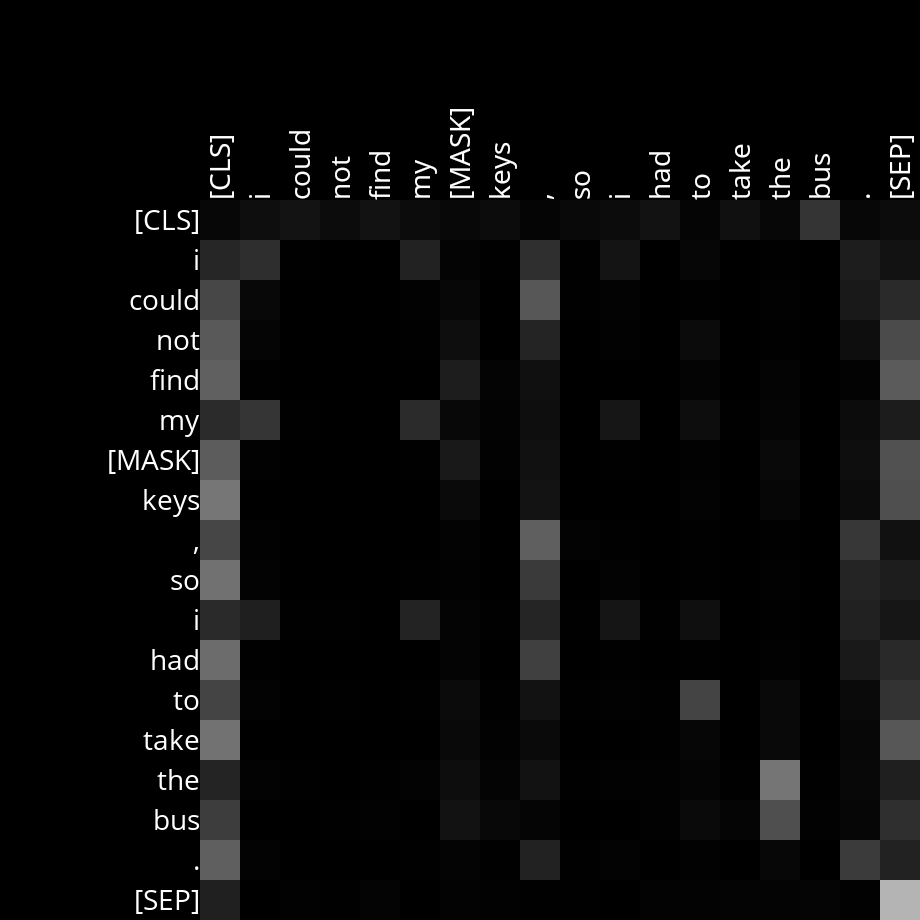 [CLS] i could not find my [MASK] keys , so i had to take the bus . [SEP]
[CLS]
i
could
not
find
my
[MASK]
keys
,
so
i
had
to
take
the
bus
.
[SEP]